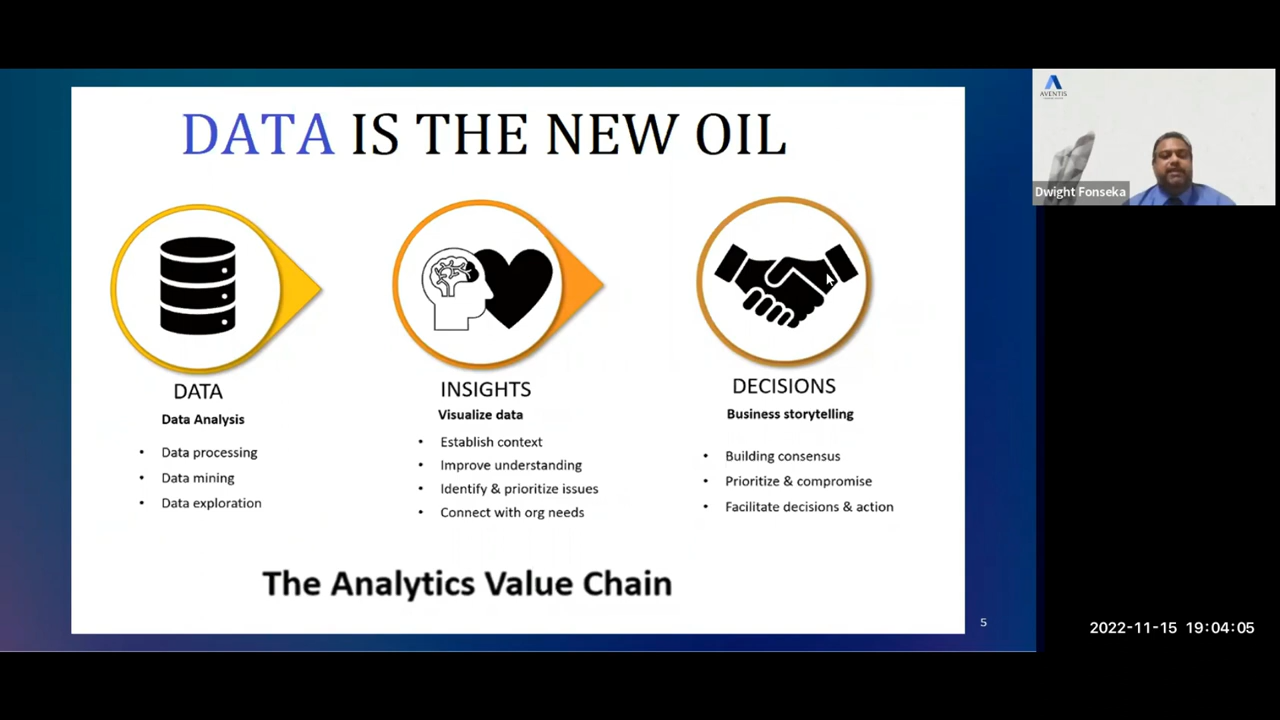 DATA IS THE NEW OIL
DATA
Data Analysis
• Data processing
• Data mining
• Data exploration
INSIGHTS
Visualize data
• Establish context
• Improve understanding
• Identify & prioritize issues
• Connect with org needs
DECISIONS
Business storytelling
• Building consensus
• Prioritize & compromise
• Facilitate decisions & action
The Analytics Value Chain
5
AVENTIS
Dwight Fonseka
2022-11-15 19:04:05